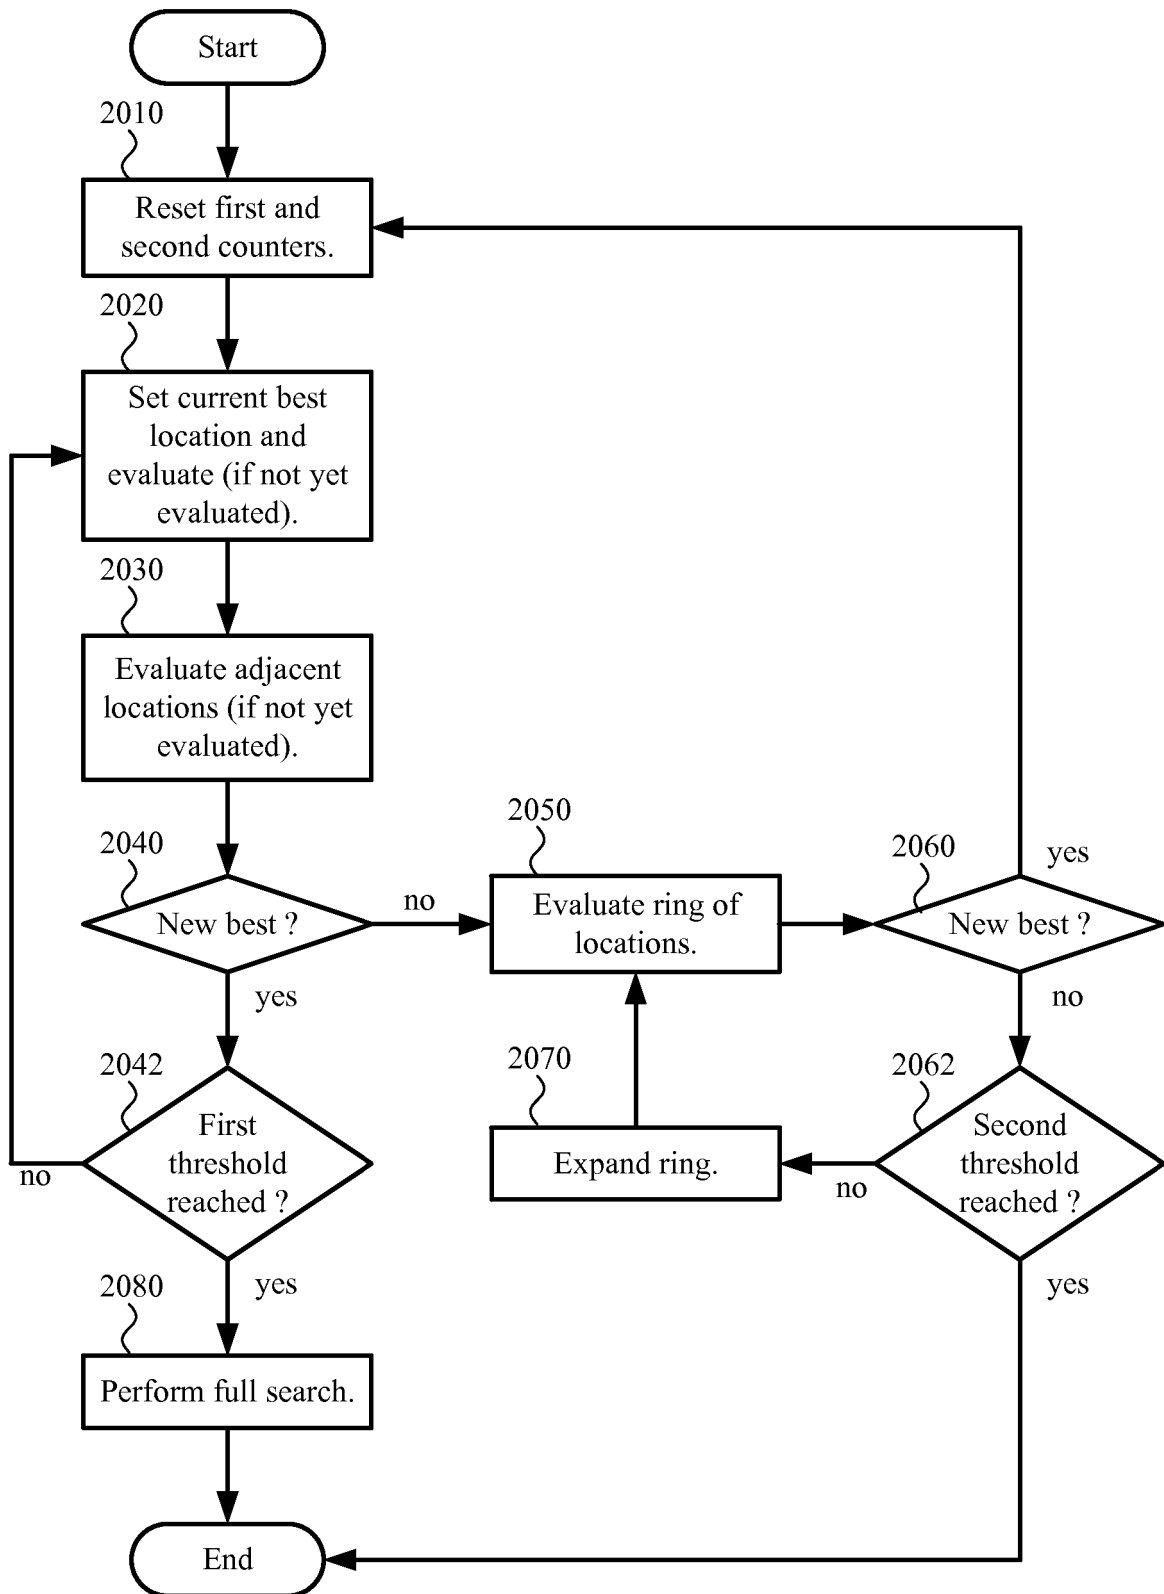 Start
2010
Reset first and
second counters.
2020
Set current best
location and
evaluate (if not yet
evaluated).
2030
Evaluate adjacent
locations (if not yet
evaluated).
2040
New best ?
no
yes
2050
Evaluate ring of
locations.
2060
New best ?
yes
no
2042
First
threshold
reached ?
no
yes
2070
Expand ring.
2062
Second
threshold
reached ?
no
yes
2080
Perform full search.
End